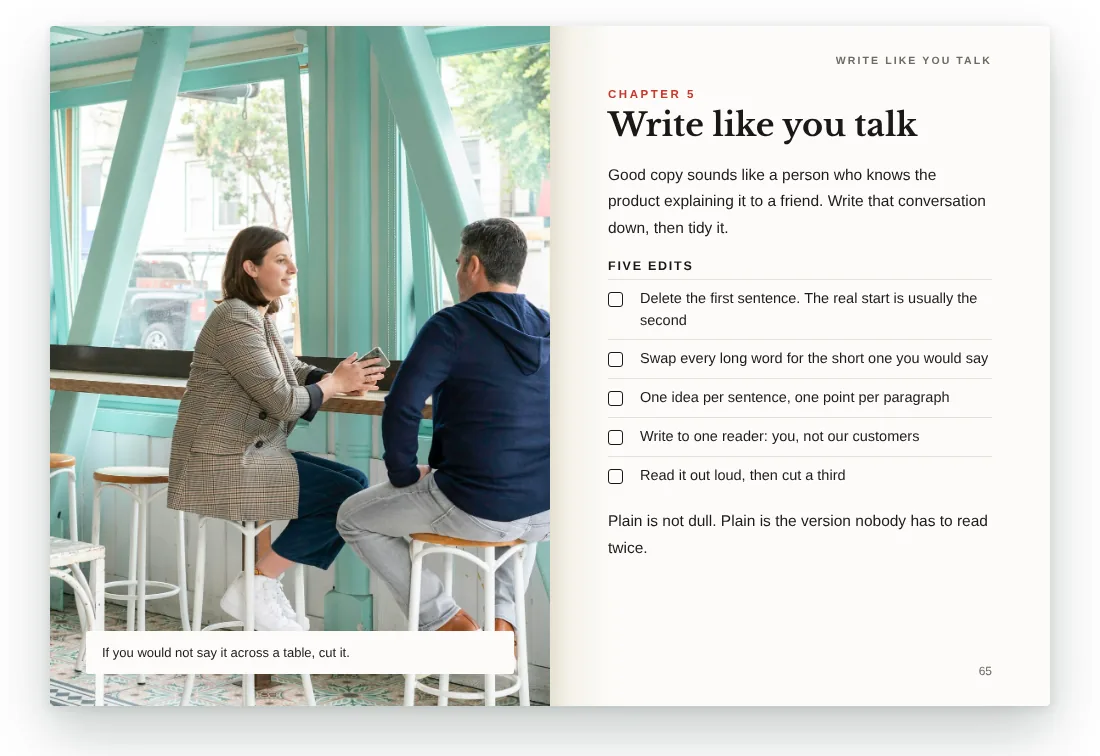 WRITE LIKE YOU TALK
CHAPTER 5
Write like you talk
Good copy sounds like a person who knows the
product explaining it to a friend. Write that conversation
down, then tidy it.
FIVE EDITS
Delete the first sentence. The real start is usually the
second
Swap every long word for the short one you would say
One idea per sentence, one point per paragraph
Write to one reader: you, not our customers
Read it out loud, then cut a third
Plain is not dull. Plain is the version nobody has to read
twice.
If you would not say it across a table, cut it.
65